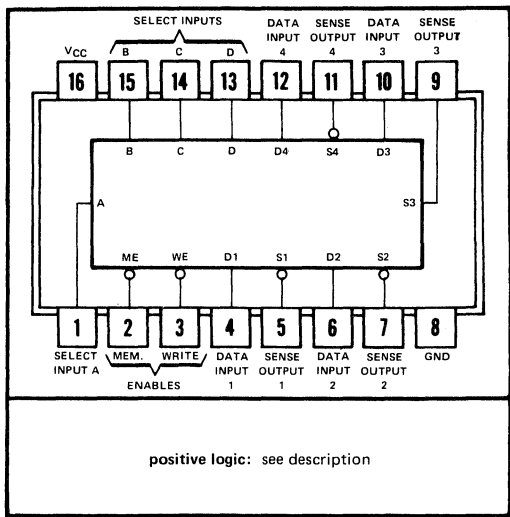 SELECT INPUTS
DATA INPUT 4
SENSE OUTPUT 4
DATA INPUT 3
SENSE OUTPUT 3
VCC
B C D
16 15 14 13 12 11 10 9
B C D D4 S4 D3
A S3
ME WE D1 S1 D2 S2
1 2 3 4 5 6 7 8
SELECT INPUT A
MEM. WRITE
ENABLES
DATA INPUT 1
SENSE OUTPUT 1
DATA INPUT 2
SENSE OUTPUT 2
GND
positive logic: see description